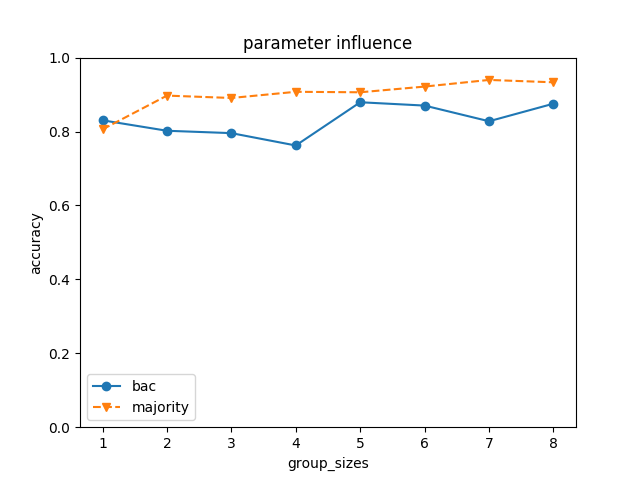 parameter influence
1.0
0.8
0.6
0.4
0.2
0.0
accuracy
bac
majority
1 2 3 4 5 6 7 8
group_sizes